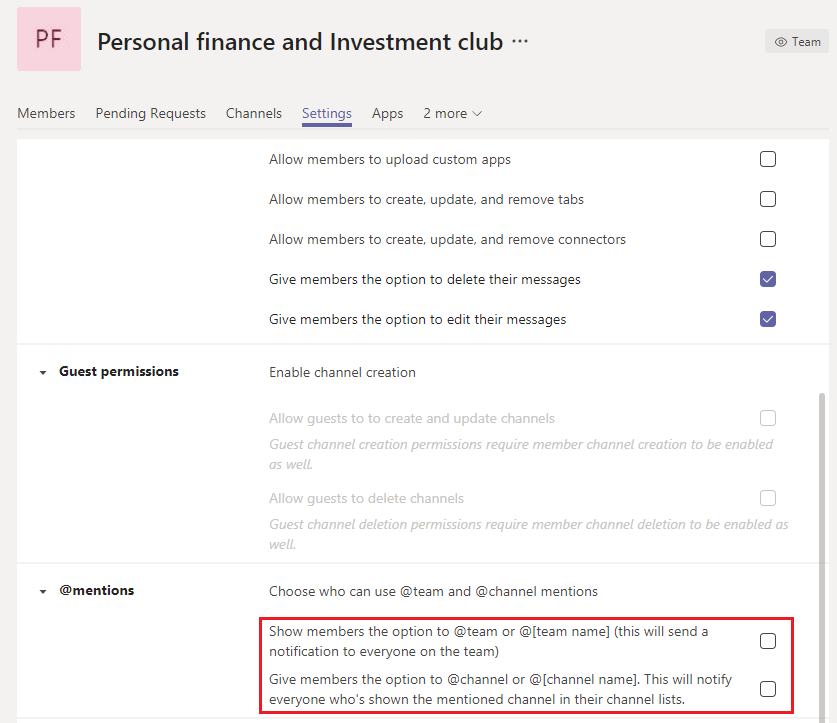 PF
Personal finance and Investment club ...
Team
Members Pending Requests Channels Settings Apps 2 more
Allow members to upload custom apps
Allow members to create, update, and remove tabs
Allow members to create, update, and remove connectors
Give members the option to delete their messages
Give members the option to edit their messages
Guest permissions Enable channel creation
Allow guests to to create and update channels
Guest channel creation permissions require member channel creation to be enabled
as well.
Allow guests to delete channels
Guest channel deletion permissions require member channel deletion to be enabled as
well.
@mentions Choose who can use @team and @channel mentions
Show members the option to @team or @[team name] (this will send a
notification to everyone on the team)
Give members the option to @channel or @[channel name]. This will notify
everyone who's shown the mentioned channel in their channel lists.